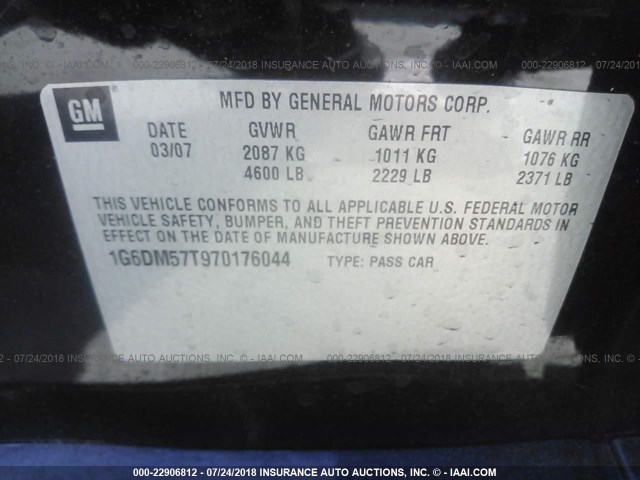 000-22906812 - 07/24/2018 INSURANCE AUTO AUCTIONS, INC. - © - IAAI.COM
GM
MFD BY GENERAL MOTORS CORP.
DATE GVWR GAWR FRT GAWR RR
03/07 2087 KG 1011 KG 1076 KG
4600 LB 2229 LB 2371 LB
THIS VEHICLE CONFORMS TO ALL APPLICABLE U.S. FEDERAL MOTOR
VEHICLE SAFETY, BUMPER, AND THEFT PREVENTION STANDARDS IN
EFFECT ON THE DATE OF MANUFACTURE SHOWN ABOVE.
1G6DM57T970176044 TYPE: PASS CAR
000-22906812 - 07/24/2018 INSURANCE AUTO AUCTIONS, INC. - © - IAAI.COM
000-22906812 - 07/24/2018 INSURANCE AUTO AUCTIONS, INC. - © - IAAI.COM